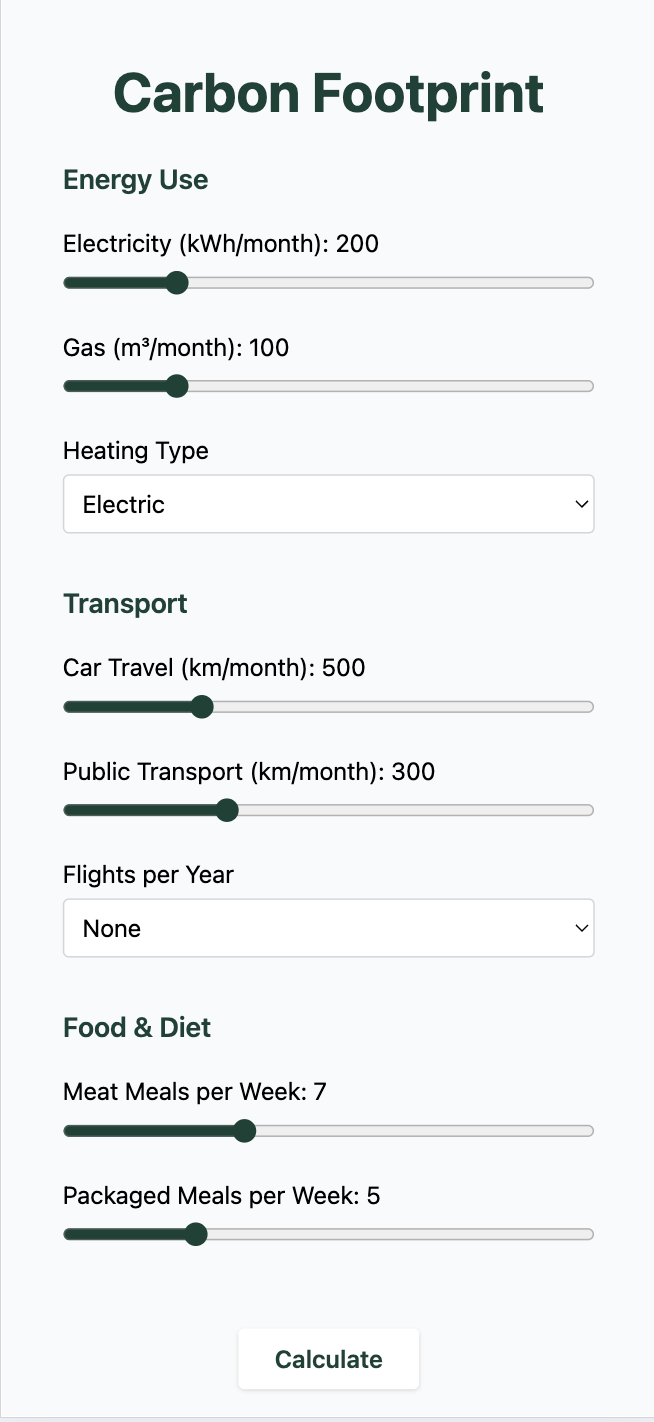 Carbon Footprint
Energy Use
Electricity (kWh/month): 200
Gas (m³/month): 100
Heating Type
Electric
Transport
Car Travel (km/month): 500
Public Transport (km/month): 300
Flights per Year
None
Food & Diet
Meat Meals per Week: 7
Packaged Meals per Week: 5
Calculate